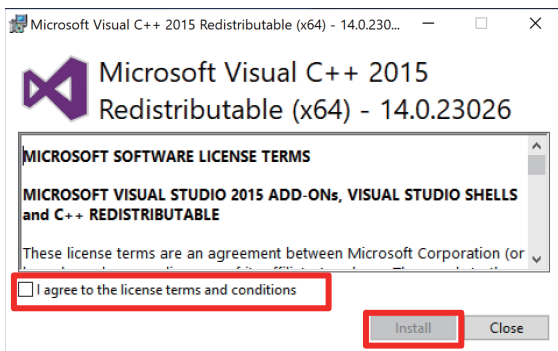 Microsoft Visual C++ 2015 Redistributable (x64) - 14.0.230...
Microsoft Visual C++ 2015
Redistributable (x64) - 14.0.23026
MICROSOFT SOFTWARE LICENSE TERMS
MICROSOFT VISUAL STUDIO 2015 ADD-ONs, VISUAL STUDIO SHELLS
and C++ REDISTRIBUTABLE
These license terms are an agreement between Microsoft Corporation (or
I agree to the license terms and conditions
Install Close